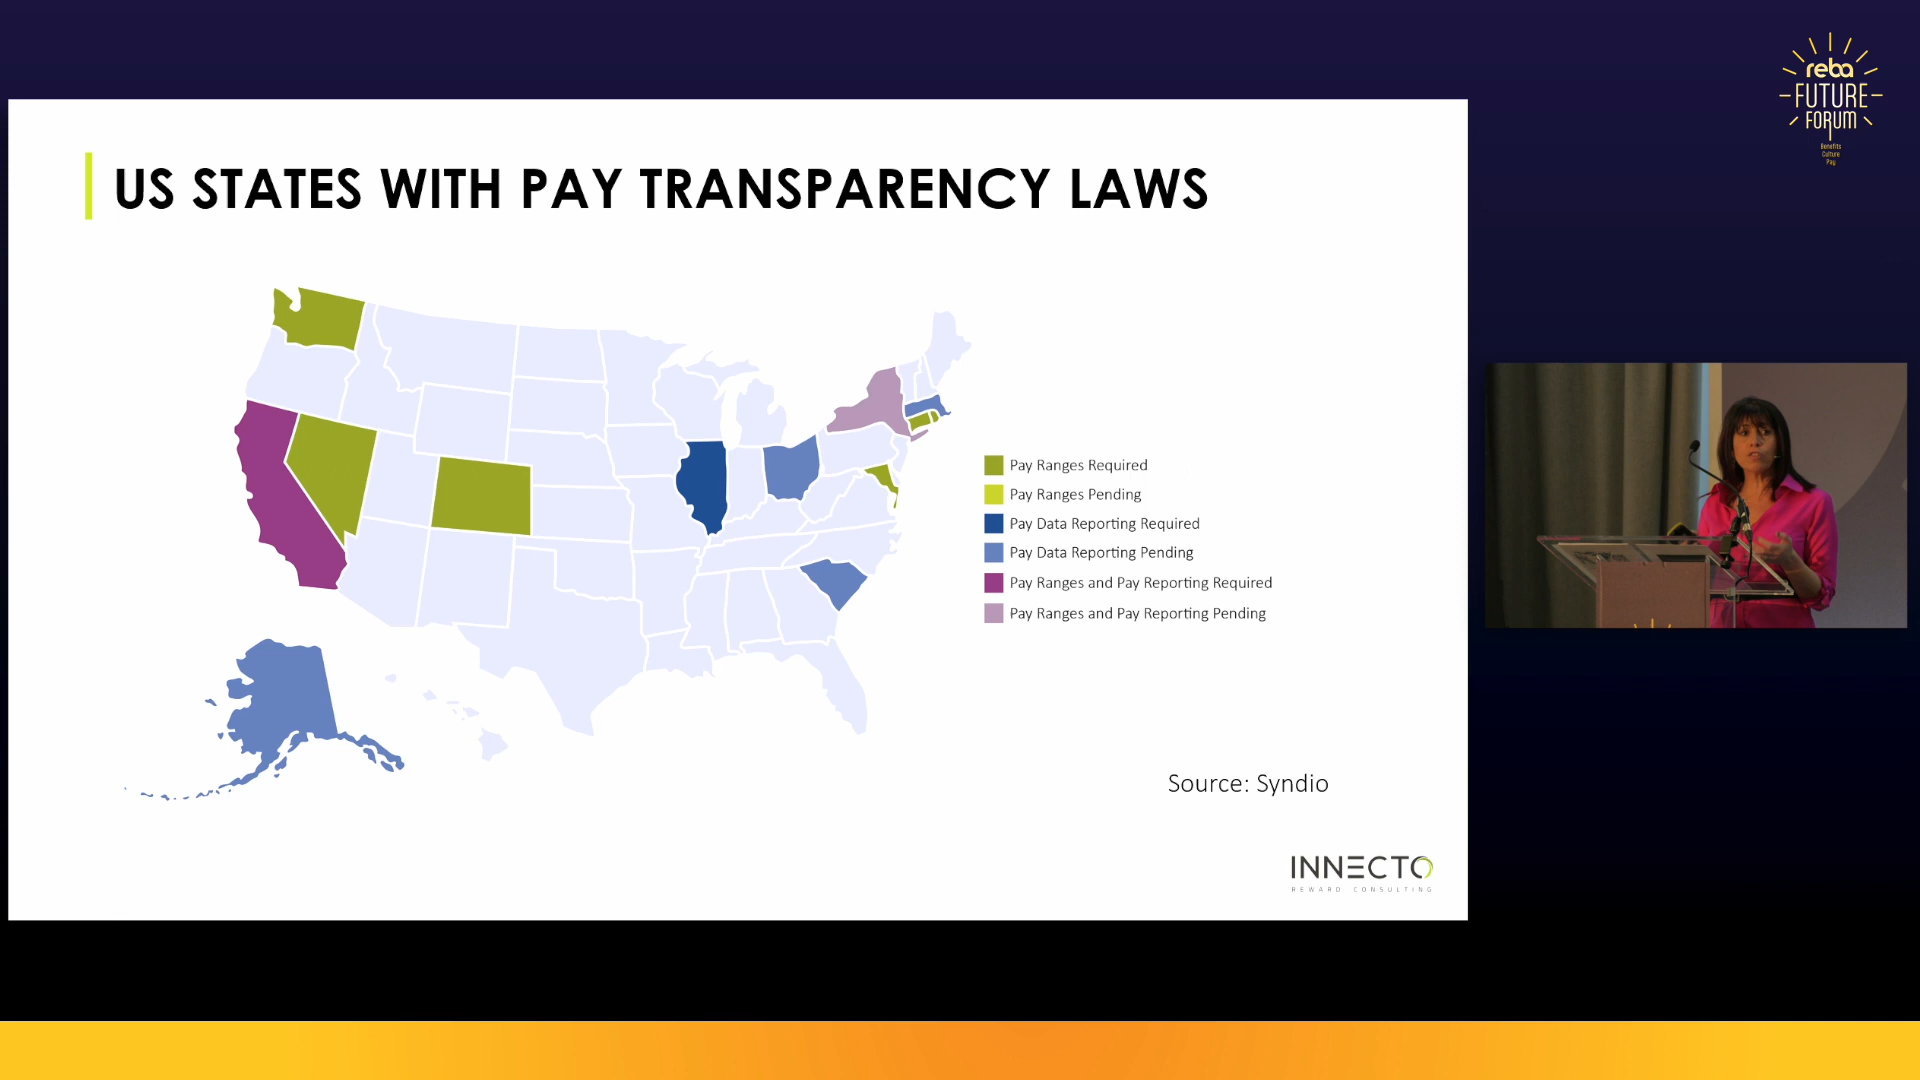 reba
FUTURE
FORUM
Benefits
Culture
Pay
US STATES WITH PAY TRANSPARENCY LAWS
Pay Ranges Required
Pay Ranges Pending
Pay Data Reporting Required
Pay Data Reporting Pending
Pay Ranges and Pay Reporting Required
Pay Ranges and Pay Reporting Pending
Source: Syndio
INNECTO
REWARD CONSULTING